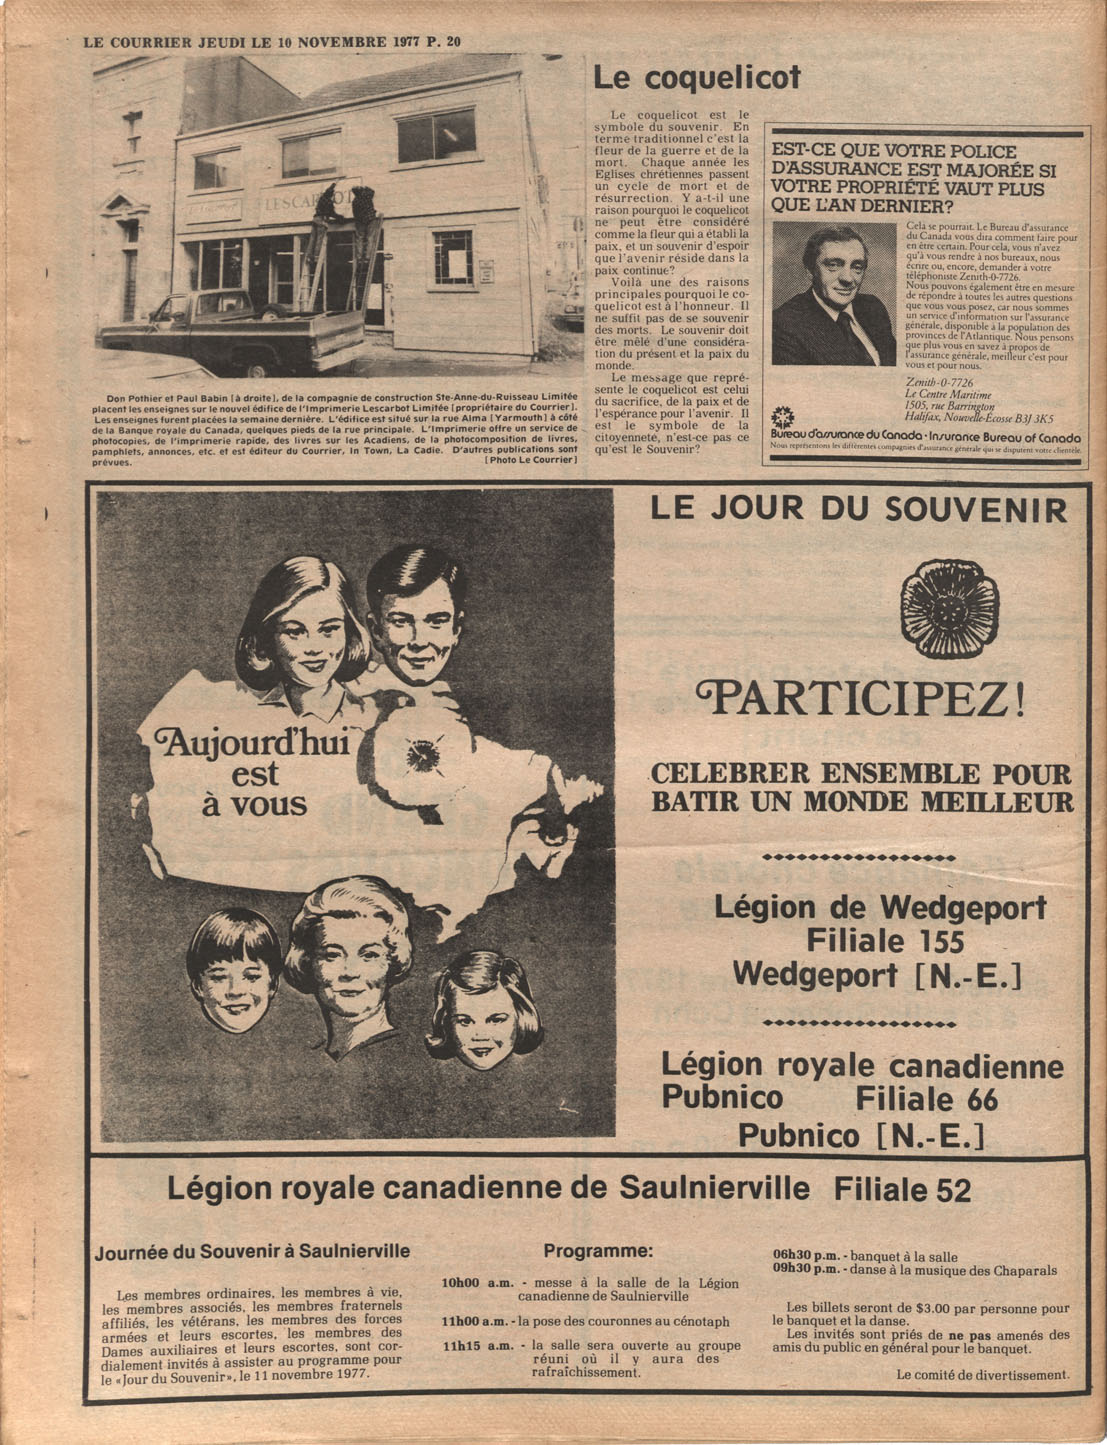 LE COURRIER JEUDI LE 10 NOVEMBRE 1977 P. 20
LESCARBOT
Don Pothier et Paul Babin [à droite], de la compagnie de construction Ste-Anne-du-Ruisseau Limitée
placent les enseignes sur le nouvel édifice de l'Imprimerie Lescarbot Limitée [propriétaire du Courrier].
Les enseignes furent placées la semaine dernière. L'édifice est situé sur la rue Alma [Yarmouth] à côté
de la Banque royale du Canada, quelques pieds de la rue principale. L'Imprimerie offre un service de
photocopies, de l'imprimerie rapide, des livres sur les Acadiens, de la photocomposition de livres,
pamphlets, annonces, etc. et est éditeur du Courrier, In Town, La Cadie. D'autres publications sont
prévues. [Photo Le Courrier]
Le coquelicot
Le coquelicot est le
symbole du souvenir. En
terme traditionnel c'est la
fleur de la guerre et de la
mort. Chaque année les
Eglises chrétiennes passent
un cycle de mort et de
résurrection. Y a-t-il une
raison pourquoi le coquelicot
ne peut être considéré
comme la fleur qui a établi la
paix, et un souvenir d'espoir
que l'avenir réside dans la
paix continue?
Voilà une des raisons
principales pourquoi le co-
quelicot est à l'honneur. Il
ne suffit pas de se souvenir
des morts. Le souvenir doit
être mêlé d'une considéra-
tion du présent et la paix du
monde.
Le message que repré-
sente le coquelicot est celui
du sacrifice, de la paix et de
l'espérance pour l'avenir. Il
est le symbole de la
citoyenneté, n'est-ce pas ce
qu'est le Souvenir?
EST-CE QUE VOTRE POLICE
D'ASSURANCE EST MAJORÉE SI
VOTRE PROPRIÉTÉ VAUT PLUS
QUE L'AN DERNIER?
Celà se pourrait. Le Bureau d'assurance
du Canada vous dira comment faire pour
en être certain. Pour cela, vous n'avez
qu'à vous rendre à nos bureaux, nous
écrire ou, encore, demander à votre
téléphoniste Zenith-0-7726.
Nous pouvons également être en mesure
de répondre à toutes les autres questions
que vous vous posez, car nous sommes
un service d'information sur l'assurance
générale, disponible à la population des
provinces de l'Atlantique. Nous pensons
que plus vous en savez à propos de
l'assurance générale, meilleur c'est pour
vous et pour nous.
Zenith-0-7726
Le Centre Maritime
1505, rue Barrington
Halifax, Nouvelle-Écosse B3J 3K5
Bureau d'assurance du Canada · Insurance Bureau of Canada
Nous représentons les différentes compagnies d'assurance générale qui se disputent votre clientèle.
Aujourd'hui
est
à vous
LE JOUR DU SOUVENIR
PARTICIPEZ!
CELEBRER ENSEMBLE POUR
BATIR UN MONDE MEILLEUR
Légion de Wedgeport
Filiale 155
Wedgeport [N.-E.]
Légion royale canadienne
Pubnico Filiale 66
Pubnico [N.-E.]
Légion royale canadienne de Saulnierville Filiale 52
Journée du Souvenir à Saulnierville
Les membres ordinaires, les membres à vie,
les membres associés, les membres fraternels
affiliés, les vétérans, les membres des forces
armées et leurs escortes, les membres des
Dames auxiliaires et leurs escortes, sont cor-
dialement invités à assister au programme pour
le «Jour du Souvenir», le 11 novembre 1977.
Programme:
10h00 a.m. - messe à la salle de la Légion
canadienne de Saulnierville
11h00 a.m. - la pose des couronnes au cénotaph
11h15 a.m. - la salle sera ouverte au groupe
réuni où il y aura des
rafraîchissement.
06h30 p.m. - banquet à la salle
09h30 p.m. - danse à la musique des Chaparals
Les billets seront de $3.00 par personne pour
le banquet et la danse.
Les invités sont priés de ne pas amenés des
amis du public en général pour le banquet.
Le comité de divertissement.